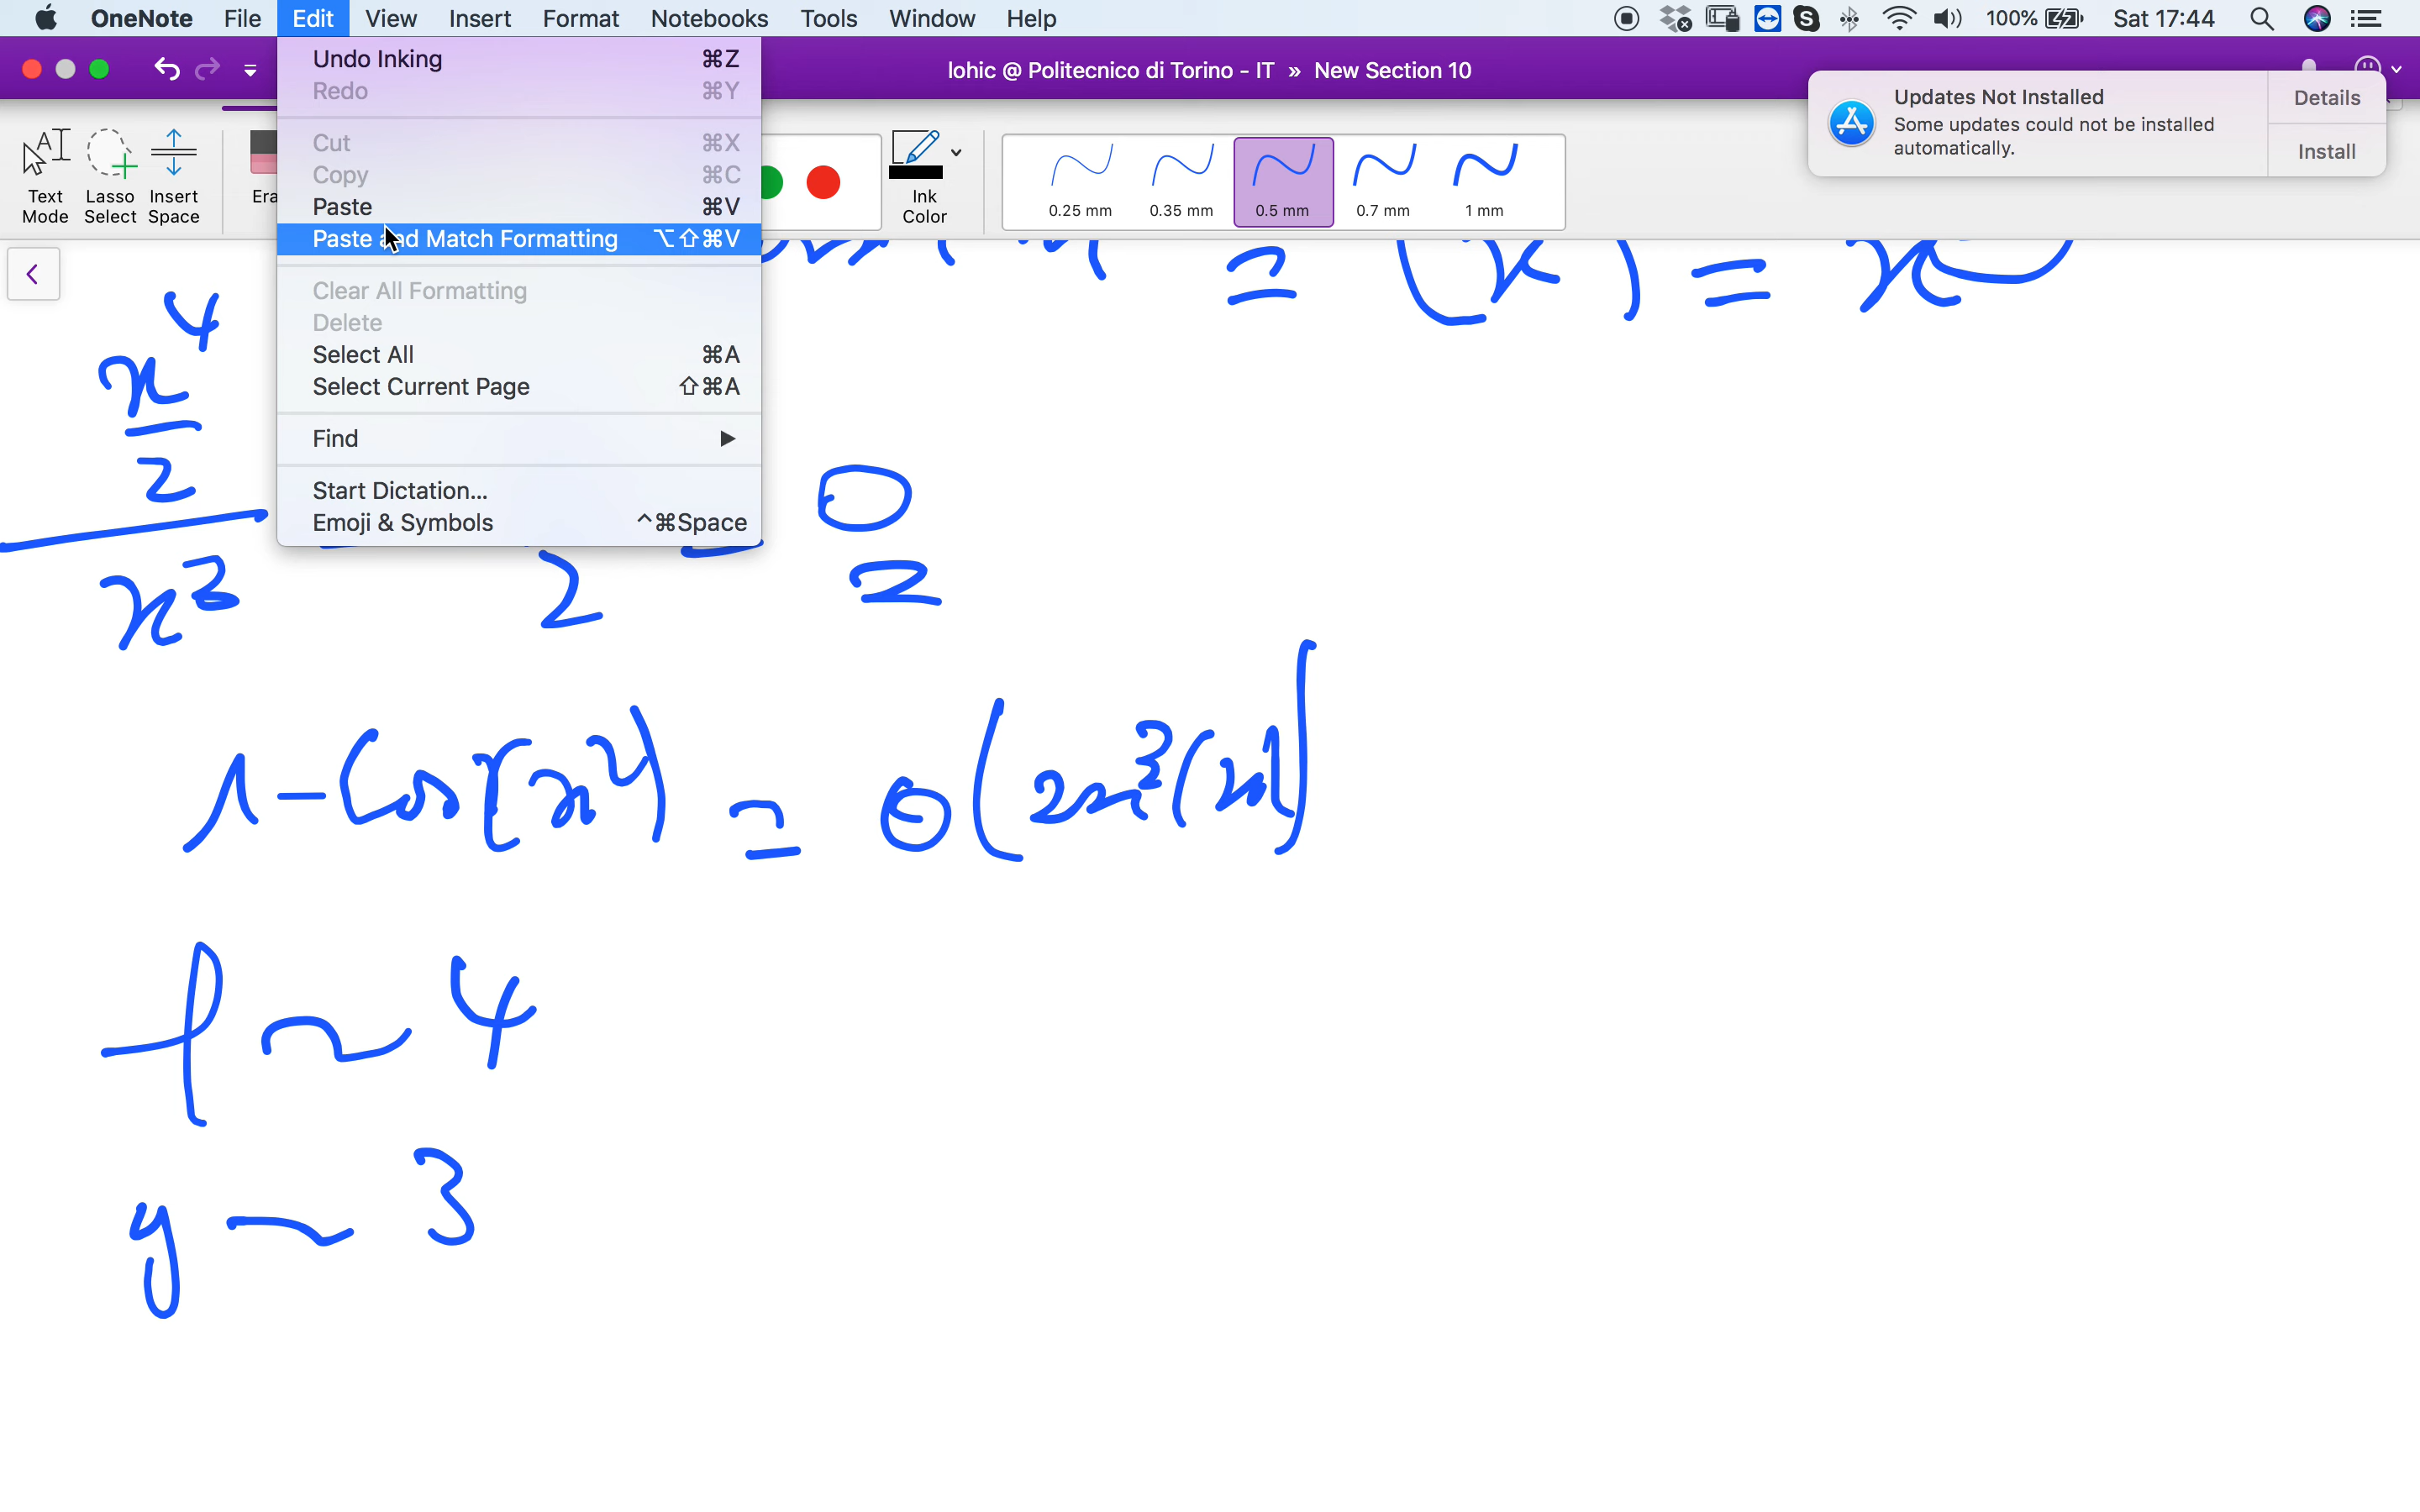 OneNote File Edit View Insert Format Notebooks Tools Window Help 100% Sat 17:44
Iohic @ Politecnico di Torino - IT » New Section 10
Undo Inking ⌘Z
Redo ⌘Y
Cut ⌘X
Copy ⌘C
Paste ⌘V
Paste and Match Formatting ⌥⇧⌘V
Clear All Formatting
Delete
Select All ⌘A
Select Current Page ⇧⌘A
Find ▶
Start Dictation...
Emoji & Symbols ^⌘Space
Text Mode
Lasso Select
Insert Space
Era
Ink Color
0.25 mm 0.35 mm 0.5 mm 0.7 mm 1 mm
Updates Not Installed
Some updates could not be installed
automatically.
Details
Install
= (x ) = x
x⁴
2
x³
2
0
2
1 - Cos(x²) = o(
f ~ 4
y ~ 3